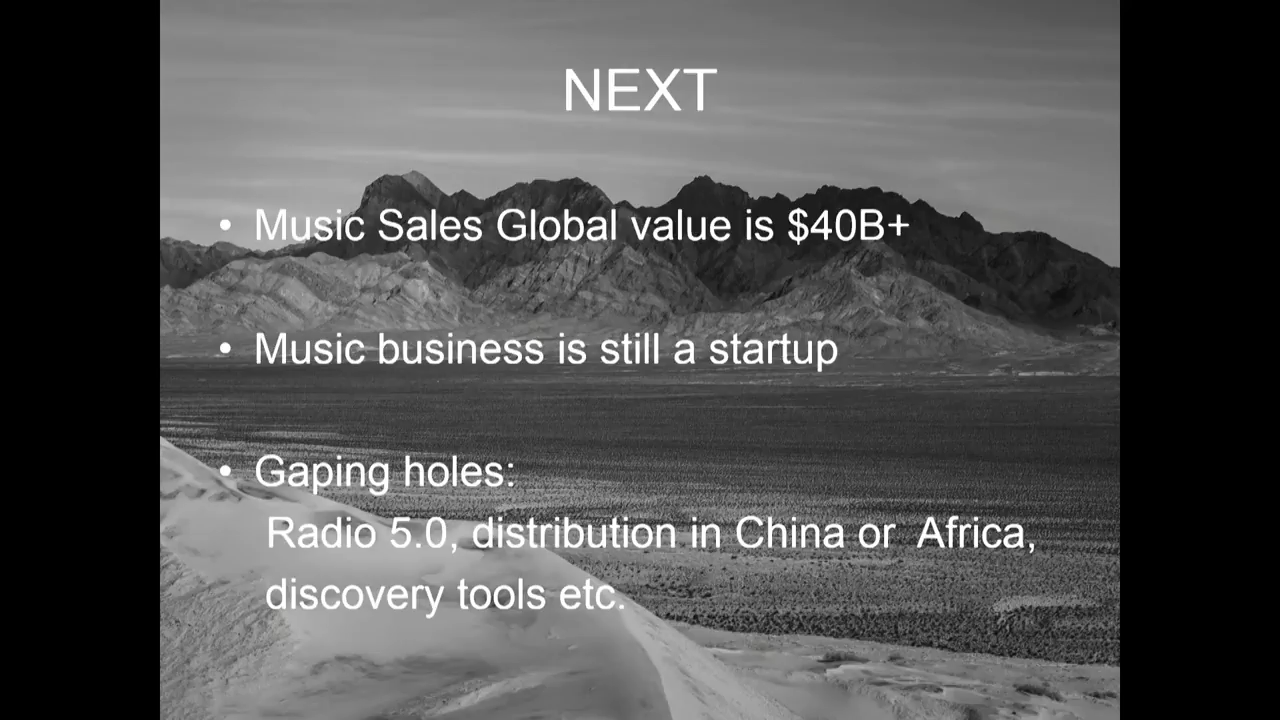 NEXT
• Music Sales Global value is $40B+
• Music business is still a startup
• Gaping holes:
Radio 5.0, distribution in China or  Africa,
discovery tools etc.